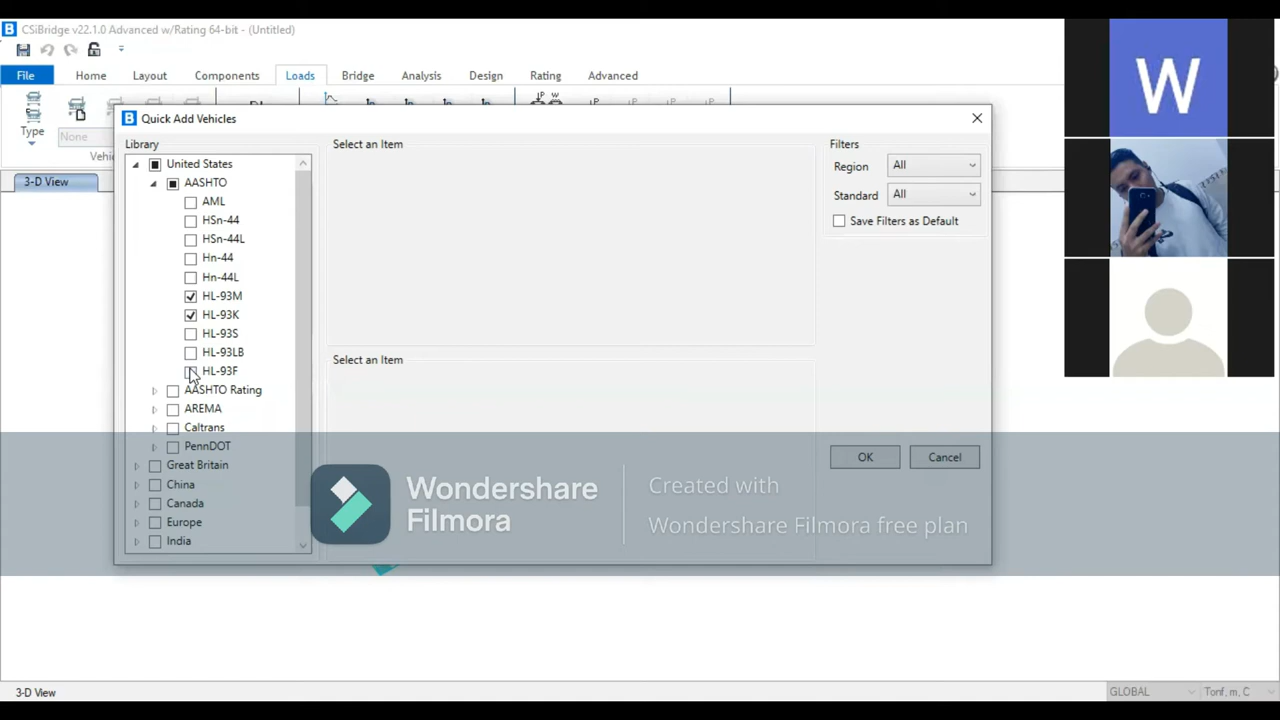 CSiBridge v22.1.0 Advanced w/Rating 64-bit - (Untitled)
File Home Layout Components Loads Bridge Analysis Design Rating Advanced
Type
None
3-D View
Quick Add Vehicles
Library
United States
AASHTO
AML
HSn-44
HSn-44L
Hn-44
Hn-44L
HL-93M
HL-93K
HL-93S
HL-93LB
HL-93F
AASHTO Rating
AREMA
Caltrans
PennDOT
Great Britain
China
Canada
Europe
India
Select an Item
Select an Item
Filters
Region All
Standard All
Save Filters as Default
OK Cancel
W
Wondershare
Filmora
Created with
Wondershare Filmora free plan
3-D View
GLOBAL Tonf, m, C